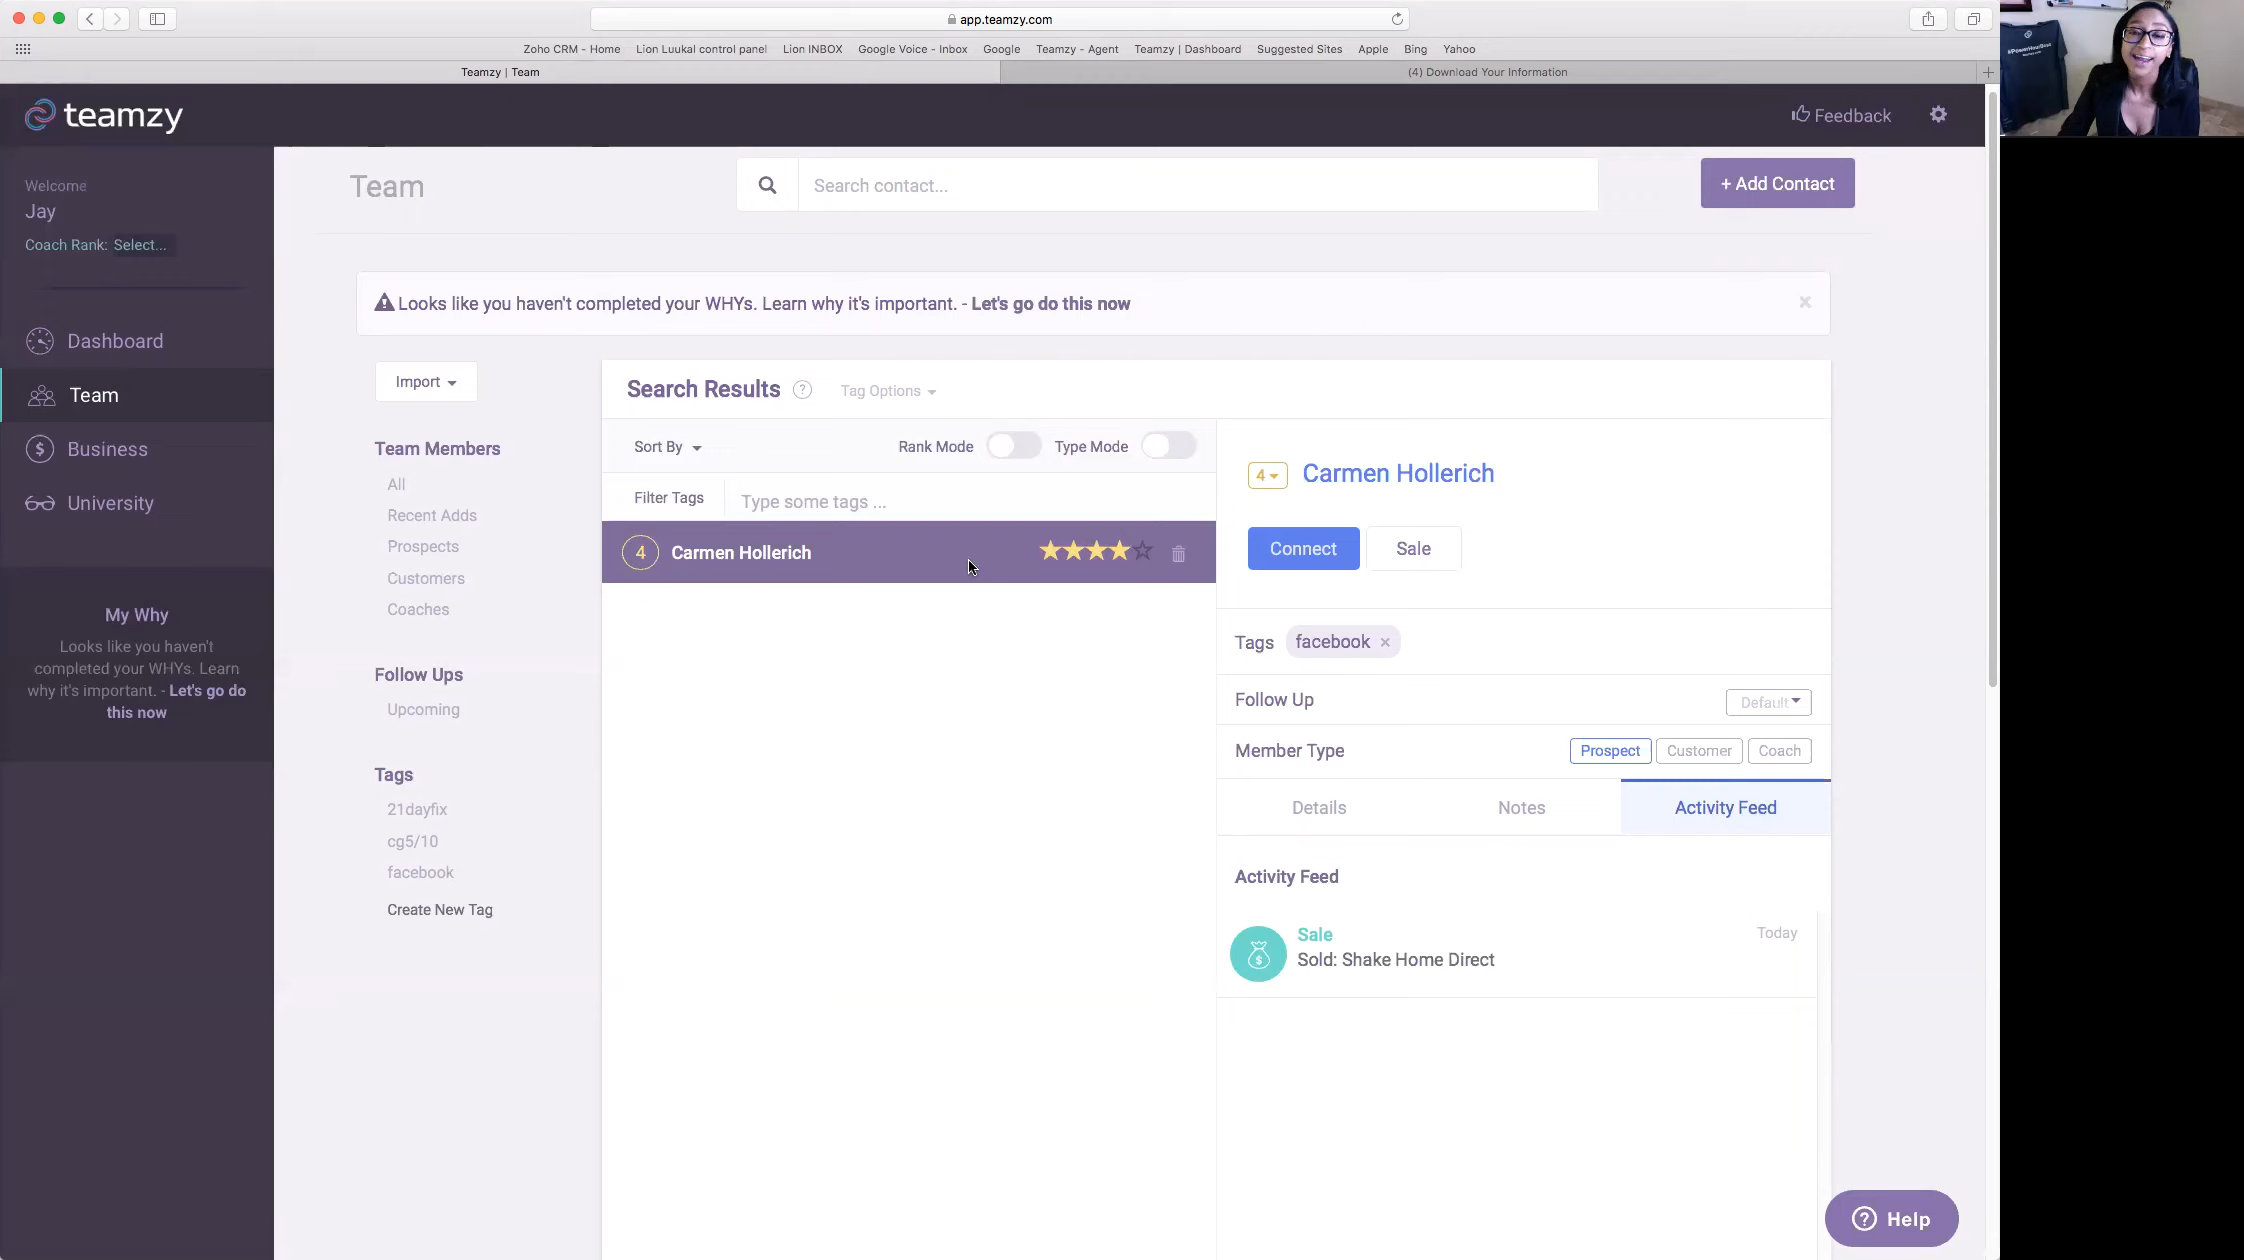 app.teamzy.com
Zoho CRM - Home
Lion Luukal control panel
Lion INBOX
Google Voice - Inbox
Google
Teamzy - Agent
Teamzy | Dashboard
Suggested Sites
Apple
Bing
Yahoo
Teamzy | Team
(4) Download Your Information
teamzy
Feedback
Welcome
Jay
Coach Rank: Select...
Dashboard
Team
Business
University
My Why
Looks like you haven't
completed your WHYs. Learn
why it's important. - Let's go do
this now
Team
Search contact...
+ Add Contact
Looks like you haven't completed your WHYs. Learn why it's important. - Let's go do this now
Import
Team Members
All
Recent Adds
Prospects
Customers
Coaches
Follow Ups
Upcoming
Tags
21dayfix
cg5/10
facebook
Create New Tag
Search Results
Tag Options
Sort By
Rank Mode
Type Mode
Filter Tags
Type some tags ...
4
Carmen Hollerich
4
Carmen Hollerich
Connect
Sale
Tags
facebook
Follow Up
Default
Member Type
Prospect
Customer
Coach
Details
Notes
Activity Feed
Activity Feed
Sale
Today
Sold: Shake Home Direct
Help